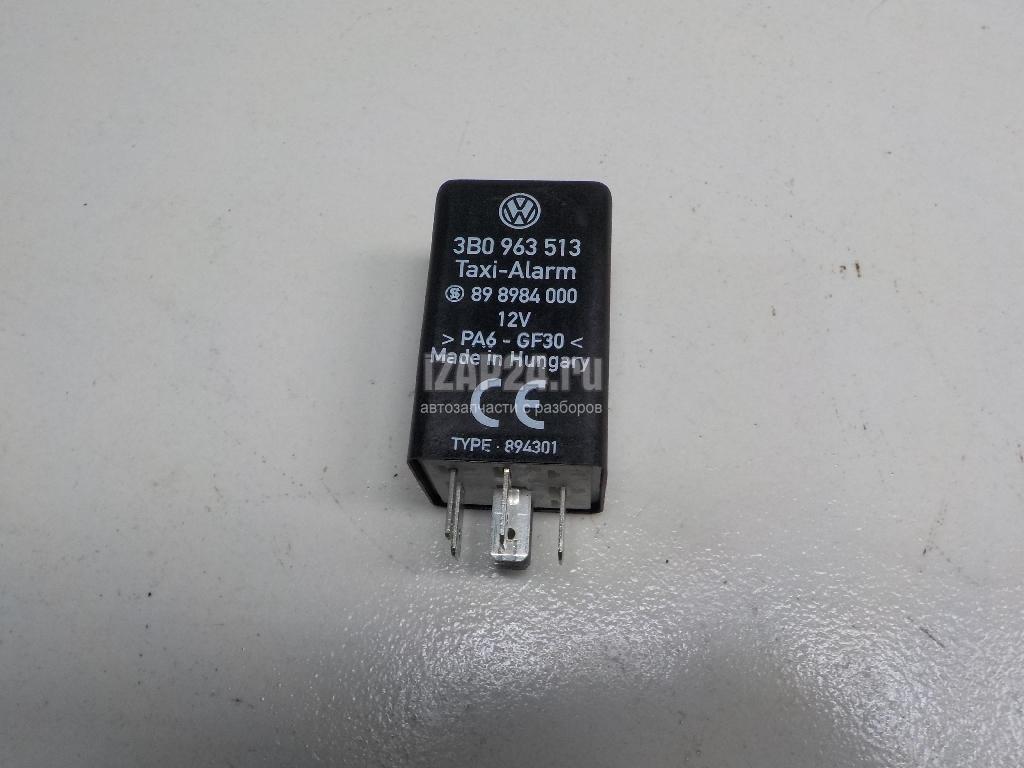 3B0 963 513
Taxi-Alarm
89 8984 000
12V
> PA6 - GF30 <
Made in Hungary
IZAP24.ru
CE
автозапчасти с разборов
TYPE · 894301